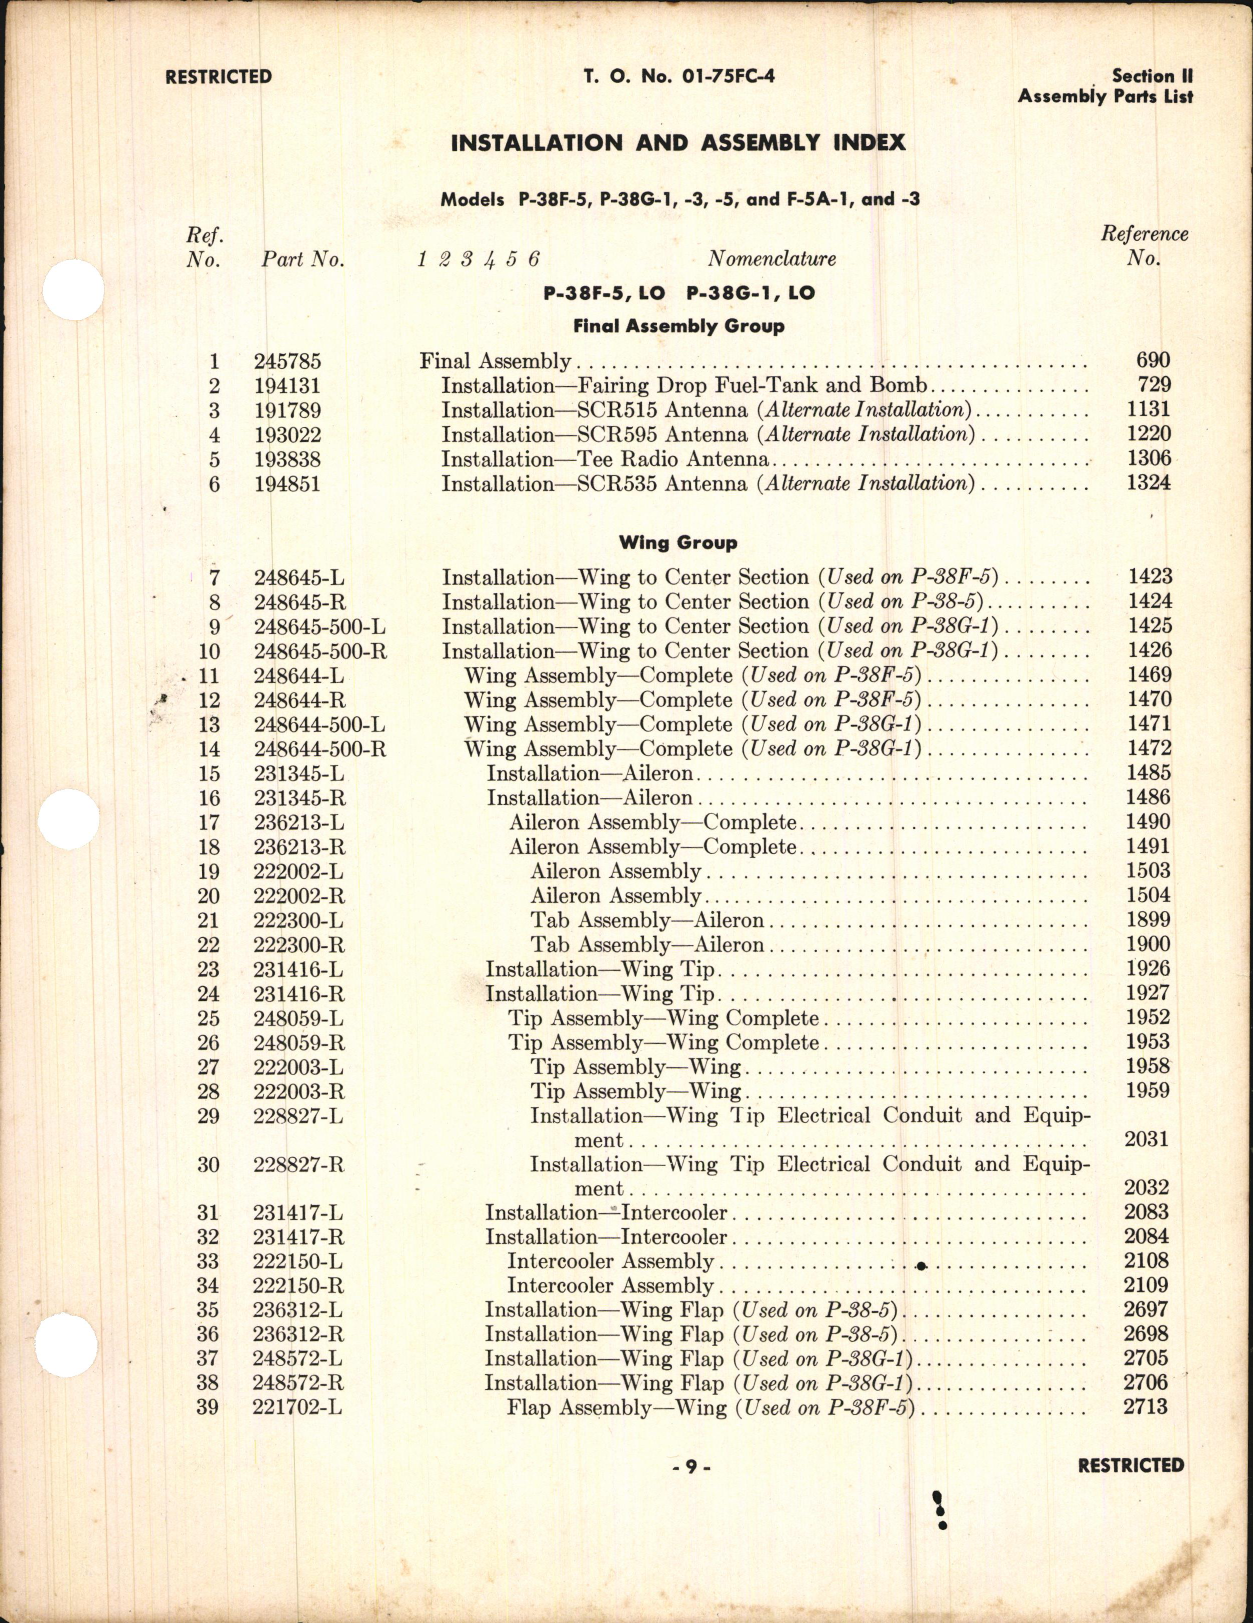 RESTRICTED T. O. No. 01-75FC-4 Section II
Assembly Parts List
INSTALLATION AND ASSEMBLY INDEX
Models P-38F-5, P-38G-1, -3, -5, and F-5A-1, and -3
Ref. Reference
No. Part No. 1 2 3 4 5 6 Nomenclature No.
P-38F-5, LO P-38G-1, LO
Final Assembly Group
1 245785 Final Assembly 690
2 194131 Installation—Fairing Drop Fuel-Tank and Bomb 729
3 191789 Installation—SCR515 Antenna (Alternate Installation) 1131
4 193022 Installation—SCR595 Antenna (Alternate Installation) 1220
5 193838 Installation—Tee Radio Antenna 1306
6 194851 Installation—SCR535 Antenna (Alternate Installation) 1324
Wing Group
7 248645-L Installation—Wing to Center Section (Used on P-38F-5) 1423
8 248645-R Installation—Wing to Center Section (Used on P-38-5) 1424
9 248645-500-L Installation—Wing to Center Section (Used on P-38G-1) 1425
10 248645-500-R Installation—Wing to Center Section (Used on P-38G-1) 1426
11 248644-L Wing Assembly—Complete (Used on P-38F-5) 1469
12 248644-R Wing Assembly—Complete (Used on P-38F-5) 1470
13 248644-500-L Wing Assembly—Complete (Used on P-38G-1) 1471
14 248644-500-R Wing Assembly—Complete (Used on P-38G-1) 1472
15 231345-L Installation—Aileron 1485
16 231345-R Installation—Aileron 1486
17 236213-L Aileron Assembly—Complete 1490
18 236213-R Aileron Assembly—Complete 1491
19 222002-L Aileron Assembly 1503
20 222002-R Aileron Assembly 1504
21 222300-L Tab Assembly—Aileron 1899
22 222300-R Tab Assembly—Aileron 1900
23 231416-L Installation—Wing Tip 1926
24 231416-R Installation—Wing Tip 1927
25 248059-L Tip Assembly—Wing Complete 1952
26 248059-R Tip Assembly—Wing Complete 1953
27 222003-L Tip Assembly—Wing 1958
28 222003-R Tip Assembly—Wing 1959
29 228827-L Installation—Wing Tip Electrical Conduit and Equip-
ment 2031
30 228827-R Installation—Wing Tip Electrical Conduit and Equip-
ment 2032
31 231417-L Installation—Intercooler 2083
32 231417-R Installation—Intercooler 2084
33 222150-L Intercooler Assembly 2108
34 222150-R Intercooler Assembly 2109
35 236312-L Installation—Wing Flap (Used on P-38-5) 2697
36 236312-R Installation—Wing Flap (Used on P-38-5) 2698
37 248572-L Installation—Wing Flap (Used on P-38G-1) 2705
38 248572-R Installation—Wing Flap (Used on P-38G-1) 2706
39 221702-L Flap Assembly—Wing (Used on P-38F-5) 2713
- 9 - RESTRICTED